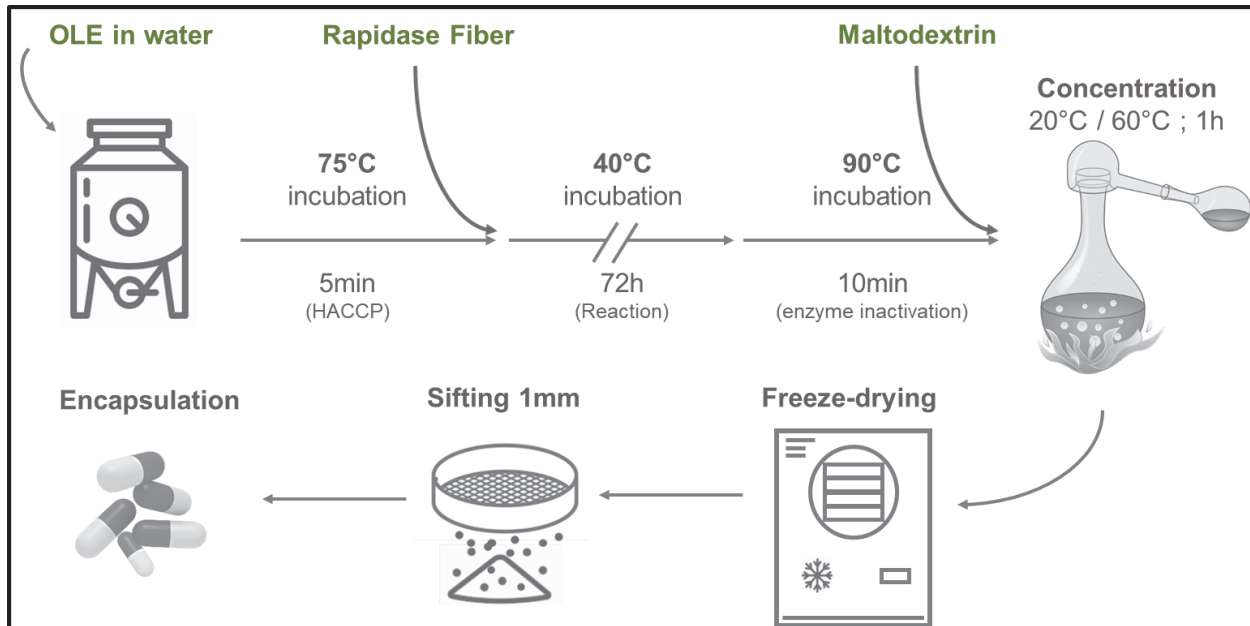 OLE in water
Rapidase Fiber
Maltodextrin
Concentration
20°C / 60°C ; 1h
75°C
incubation
40°C
incubation
90°C
incubation
5min
(HACCP)
72h
(Reaction)
10min
(enzyme inactivation)
Encapsulation
Sifting 1mm
Freeze-drying